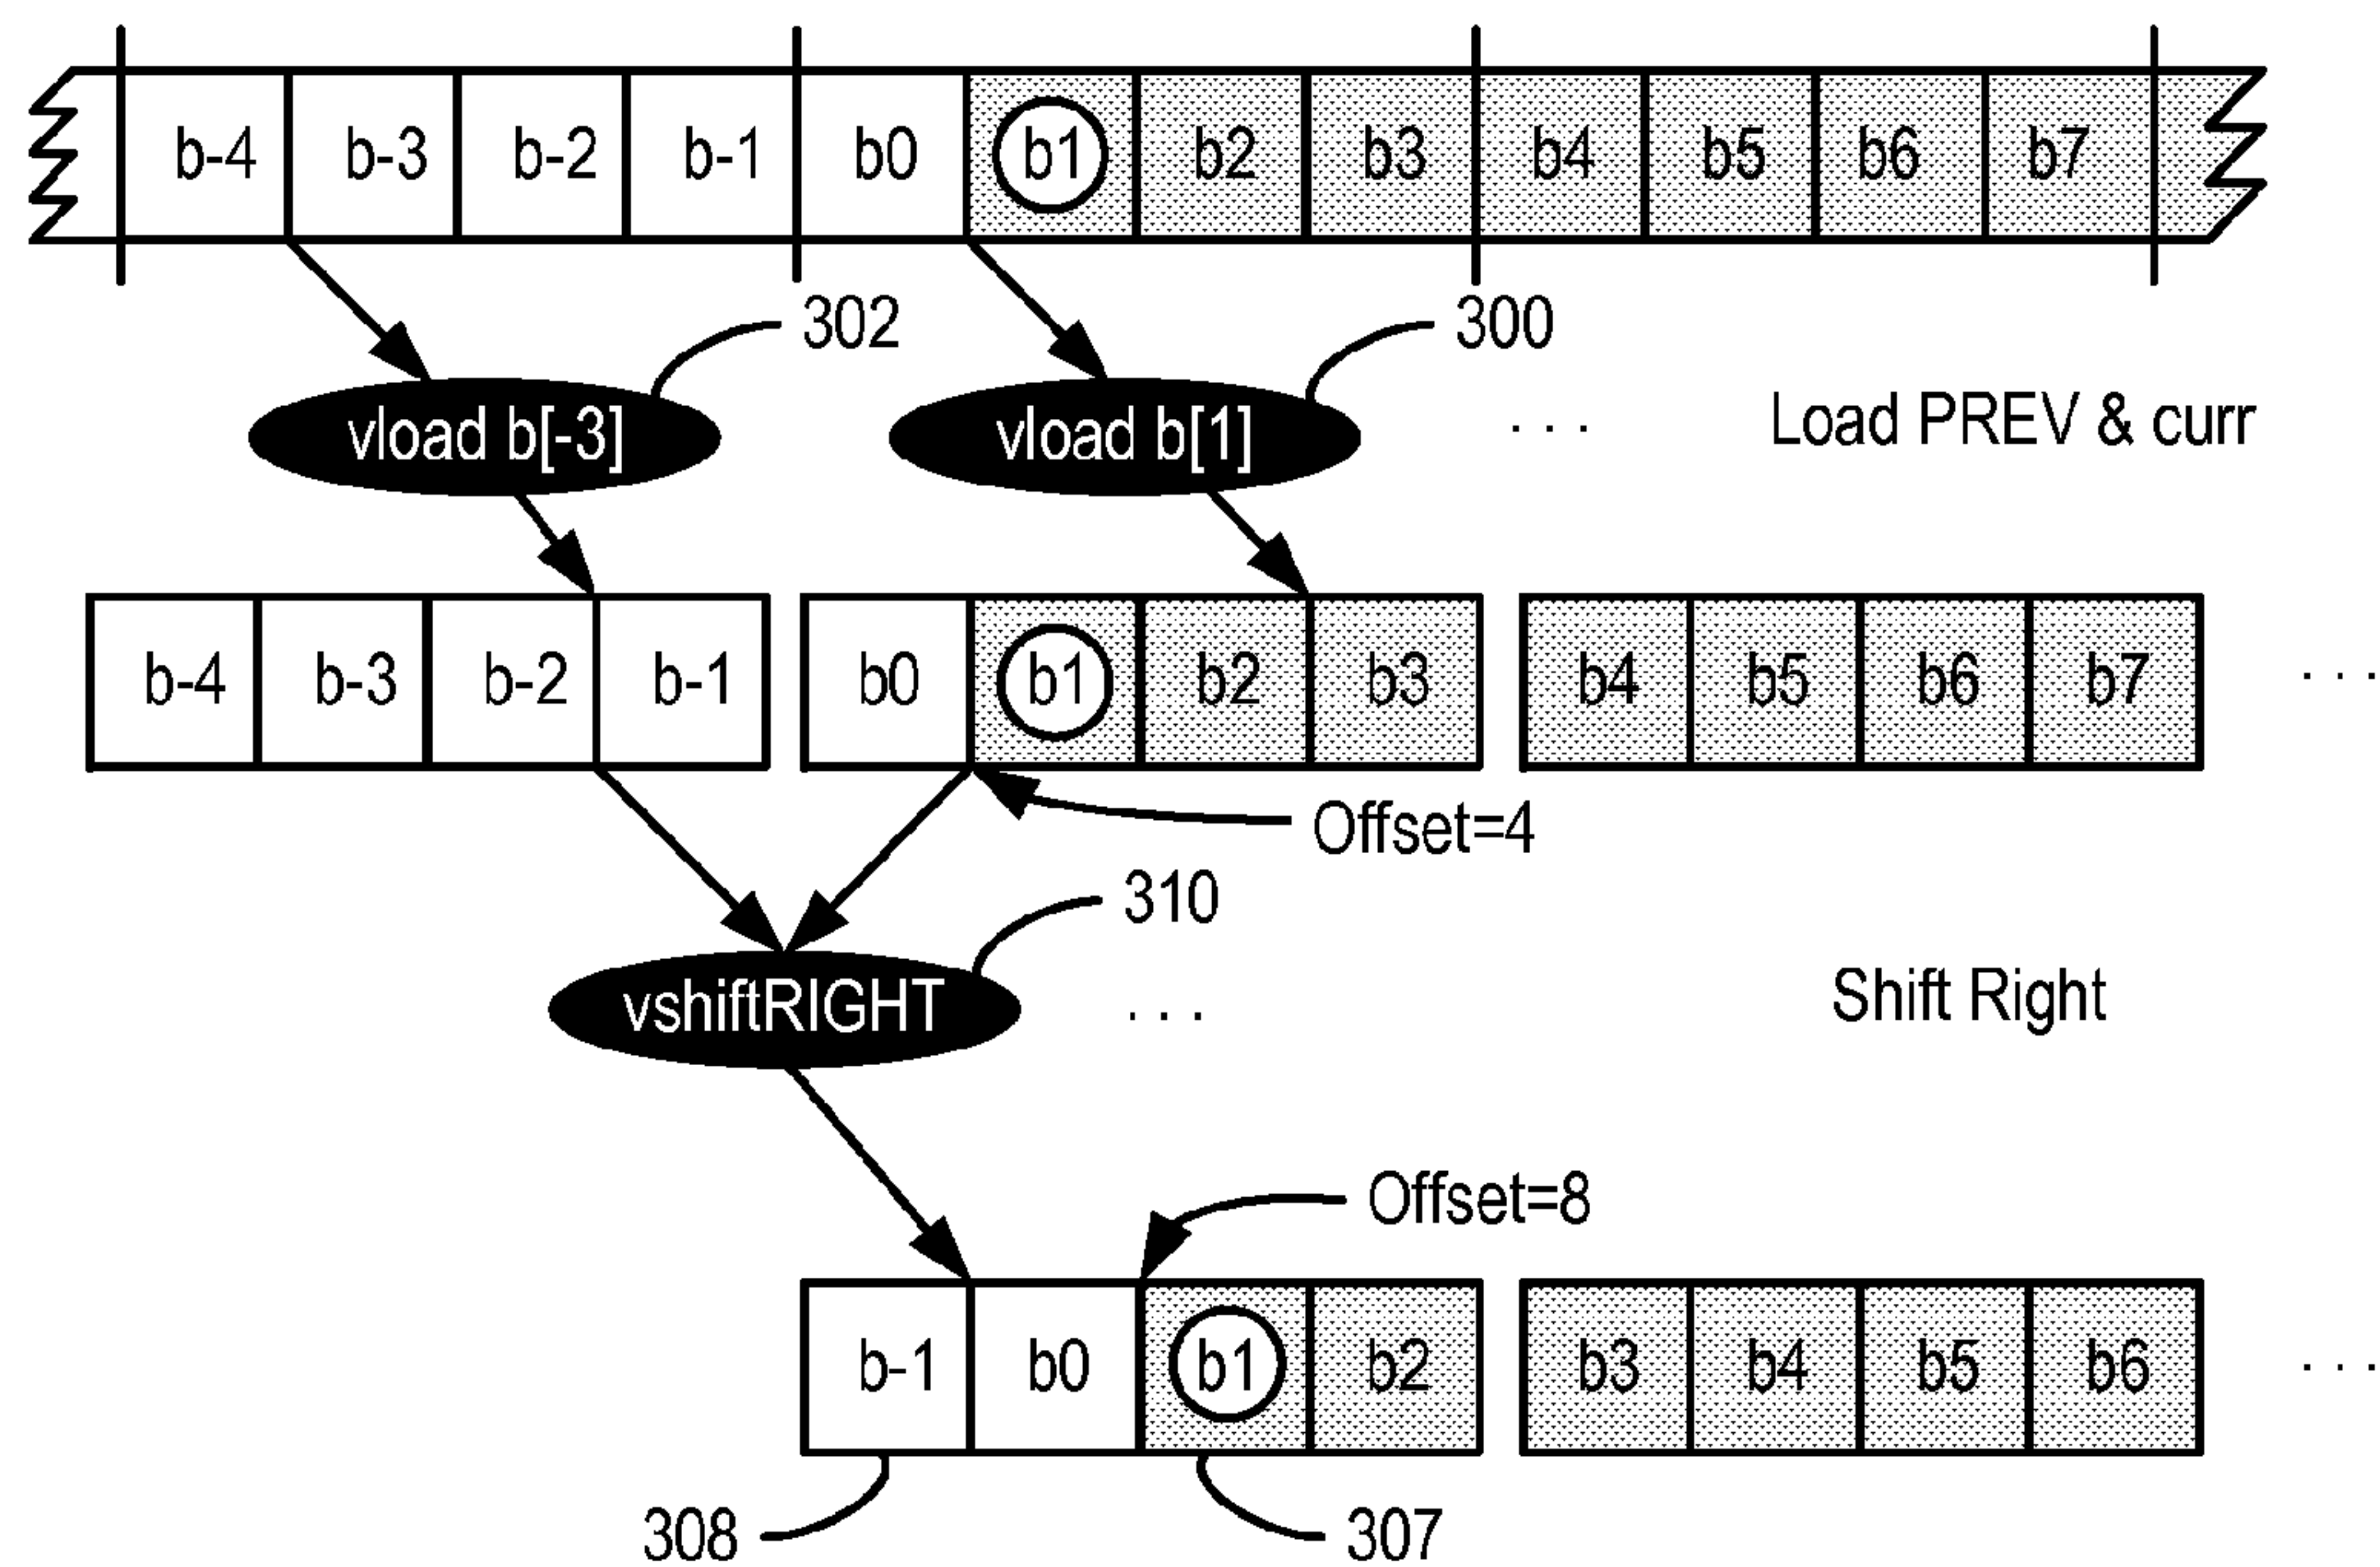 b-4 b-3 b-2 b-1 b0 b1 b2 b3 b4 b5 b6 b7
302 300
vload b[-3] vload b[1] . . . Load PREV & curr
b-4 b-3 b-2 b-1 b0 b1 b2 b3 b4 b5 b6 b7 . . .
Offset=4
310
vshiftRIGHT . . . Shift Right
Offset=8
b-1 b0 b1 b2 b3 b4 b5 b6 . . .
308 307